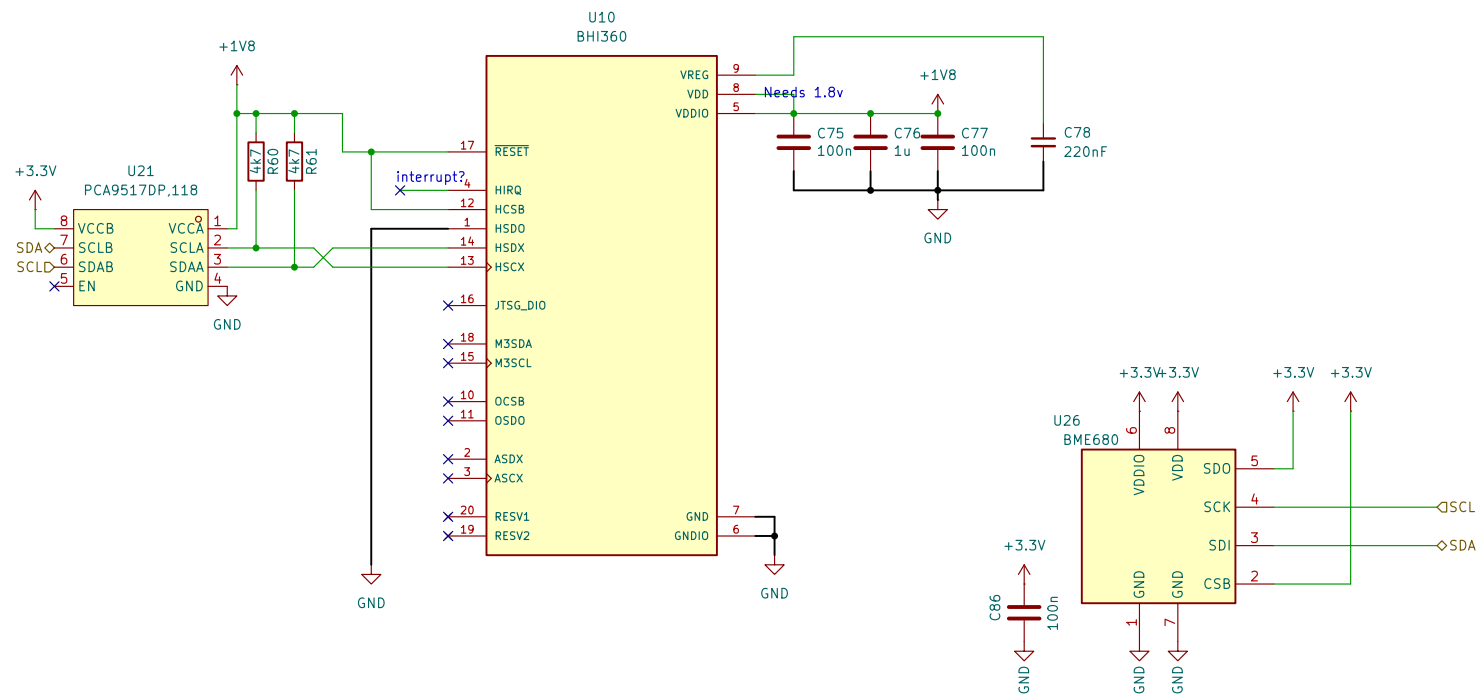 U10
BHI360
+1V8
VREG 9
VDD 8
Needs 1.8v
VDDIO 5
+1V8
C75
100n
C76
1u
C77
100n
C78
220nF
GND
4k7
R60
4k7
R61
17 RESET
interrupt?
4 HIRQ
12 HCSB
1 HSDO
14 HSDX
13 HSCX
16 JTSG_DIO
18 M3SDA
15 M3SCL
10 OCSB
11 OSDO
2 ASDX
3 ASCX
20 RESV1
19 RESV2
GND 7
GNDIO 6
GND
GND
+3.3V
U21
PCA9517DP,118
8 VCCB
VCCA 1
SDA 7 SCLB
SCLA 2
SCL 6 SDAB
SDAA 3
5 EN
GND 4
GND
+3.3V
+3.3V
+3.3V
+3.3V
U26
BME680
6
VDDIO
8
VDD
SDO 5
SCK 4
SCL
SDI 3
SDA
CSB 2
GND
1
GND
7
GND
GND
+3.3V
C86
100n
GND